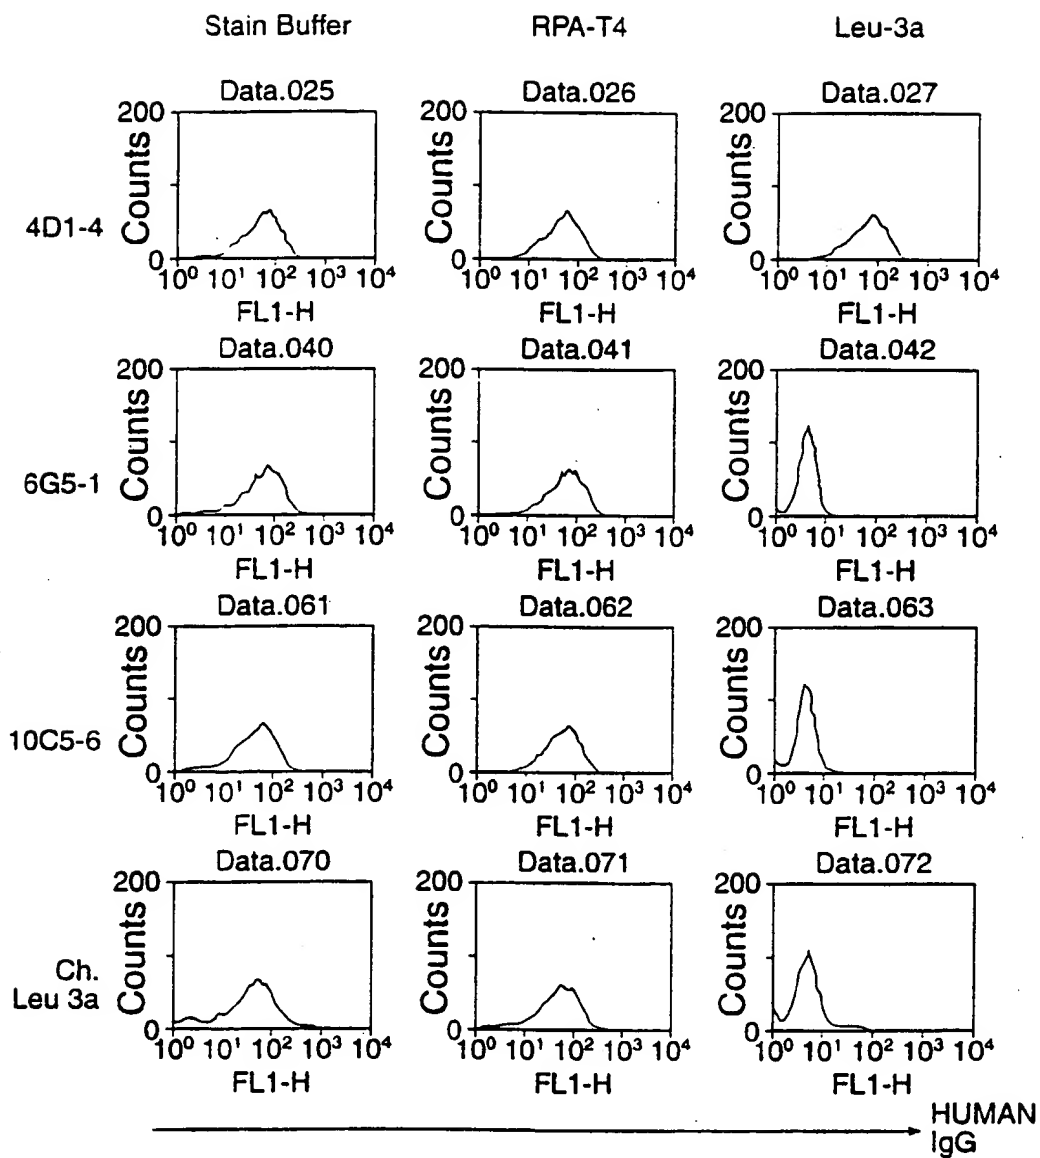 Stain Buffer RPA-T4 Leu-3a
Data.025 Data.026 Data.027
200 200 200
Counts Counts Counts
4D1-4
0 0 0
10⁰ 10¹ 10² 10³ 10⁴ 10⁰ 10¹ 10² 10³ 10⁴ 10⁰ 10¹ 10² 10³ 10⁴
FL1-H FL1-H FL1-H
Data.040 Data.041 Data.042
200 200 200
Counts Counts Counts
6G5-1
0 0 0
10⁰ 10¹ 10² 10³ 10⁴ 10⁰ 10¹ 10² 10³ 10⁴ 10⁰ 10¹ 10² 10³ 10⁴
FL1-H FL1-H FL1-H
Data.061 Data.062 Data.063
200 200 200
Counts Counts Counts
10C5-6
0 0 0
10⁰ 10¹ 10² 10³ 10⁴ 10⁰ 10¹ 10² 10³ 10⁴ 10⁰ 10¹ 10² 10³ 10⁴
FL1-H FL1-H FL1-H
Data.070 Data.071 Data.072
200 200 200
Counts Counts Counts
Ch.
Leu 3a
0 0 0
10⁰ 10¹ 10² 10³ 10⁴ 10⁰ 10¹ 10² 10³ 10⁴ 10⁰ 10¹ 10² 10³ 10⁴
FL1-H FL1-H FL1-H
HUMAN
IgG